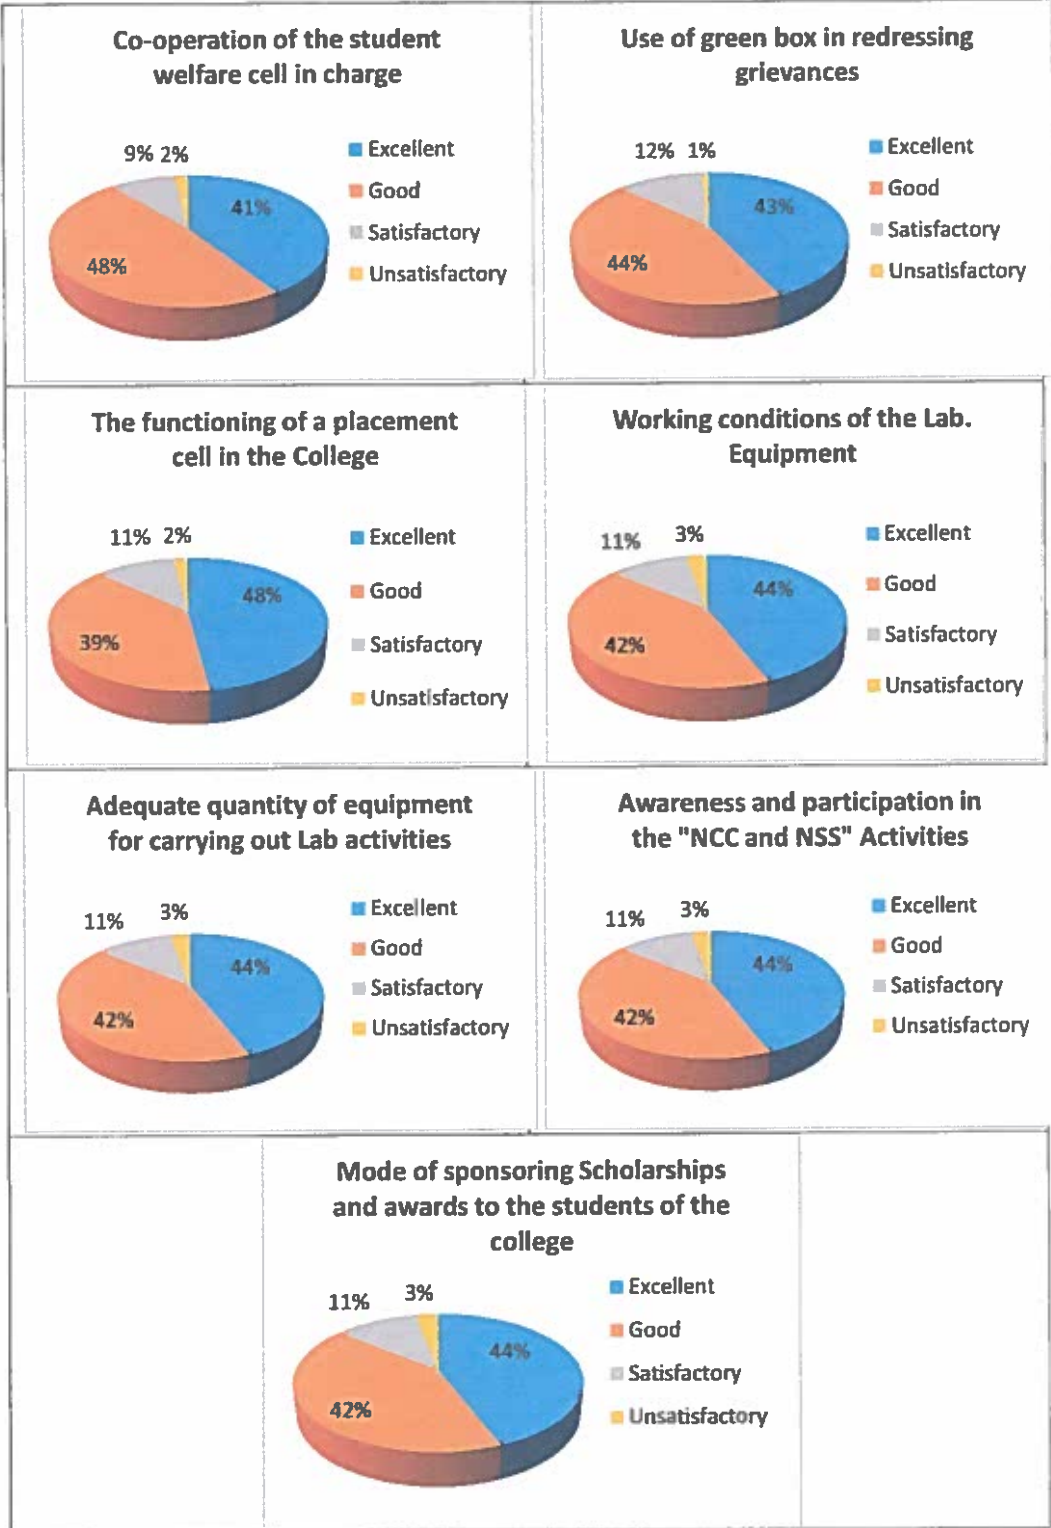 Co-operation of the student
welfare cell in charge
9% 2%
41%
48%
Excellent
Good
Satisfactory
Unsatisfactory
Use of green box in redressing
grievances
12% 1%
43%
44%
Excellent
Good
Satisfactory
Unsatisfactory
The functioning of a placement
cell in the College
11% 2%
48%
39%
Excellent
Good
Satisfactory
Unsatisfactory
Working conditions of the Lab.
Equipment
11% 3%
44%
42%
Excellent
Good
Satisfactory
Unsatisfactory
Adequate quantity of equipment
for carrying out Lab activities
11% 3%
44%
42%
Excellent
Good
Satisfactory
Unsatisfactory
Awareness and participation in
the "NCC and NSS" Activities
11% 3%
44%
42%
Excellent
Good
Satisfactory
Unsatisfactory
Mode of sponsoring Scholarships
and awards to the students of the
college
11% 3%
44%
42%
Excellent
Good
Satisfactory
Unsatisfactory